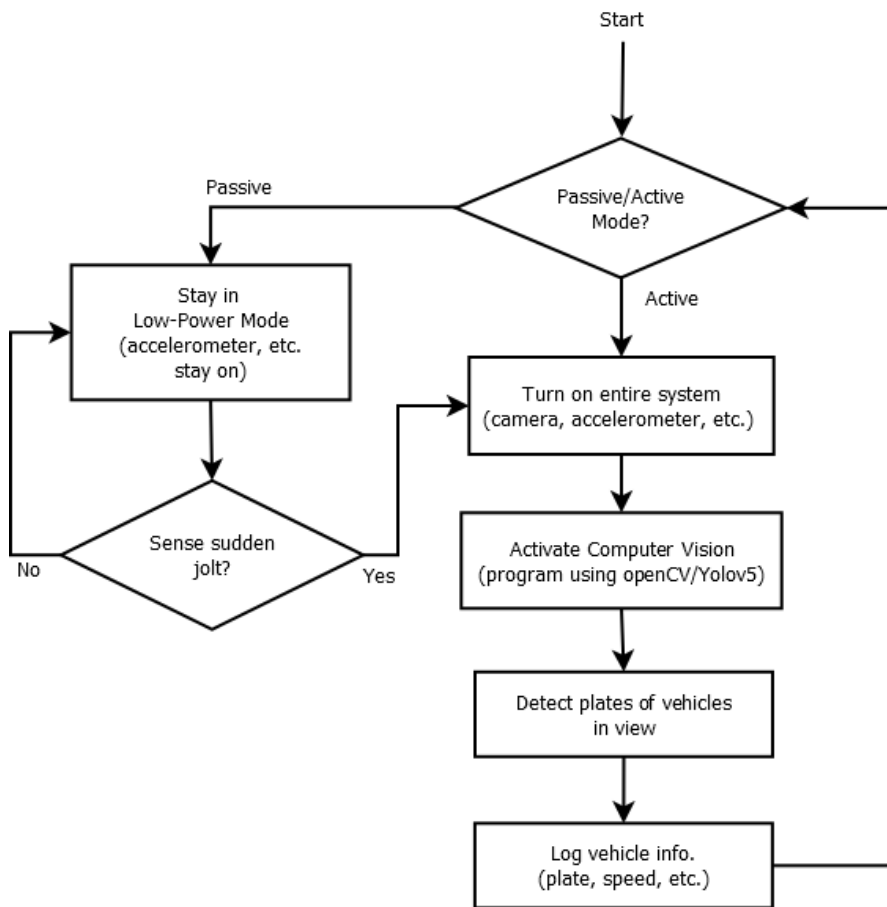 Start
Passive/Active
Mode?
Passive
Active
Stay in
Low-Power Mode
(accelerometer, etc.
stay on)
Turn on entire system
(camera, accelerometer, etc.)
Sense sudden
jolt?
No
Yes
Activate Computer Vision
(program using openCV/Yolov5)
Detect plates of vehicles
in view
Log vehicle info.
(plate, speed, etc.)